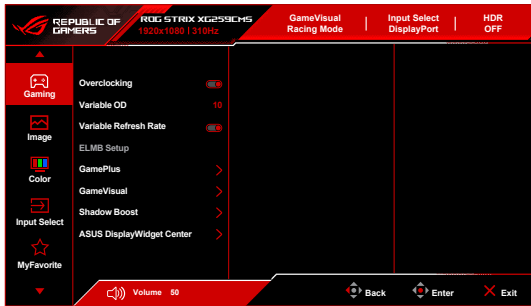 REPUBLIC OF
GAMERS
ROG STRIX XG259CMS
1920x1080 | 310Hz
GameVisual
Racing Mode
Input Select
DisplayPort
HDR
OFF
Gaming
Image
Color
Input Select
MyFavorite
Overclocking
Variable OD
10
Variable Refresh Rate
ELMB Setup
GamePlus
GameVisual
Shadow Boost
ASUS DisplayWidget Center
Volume 50
Back
Enter
Exit